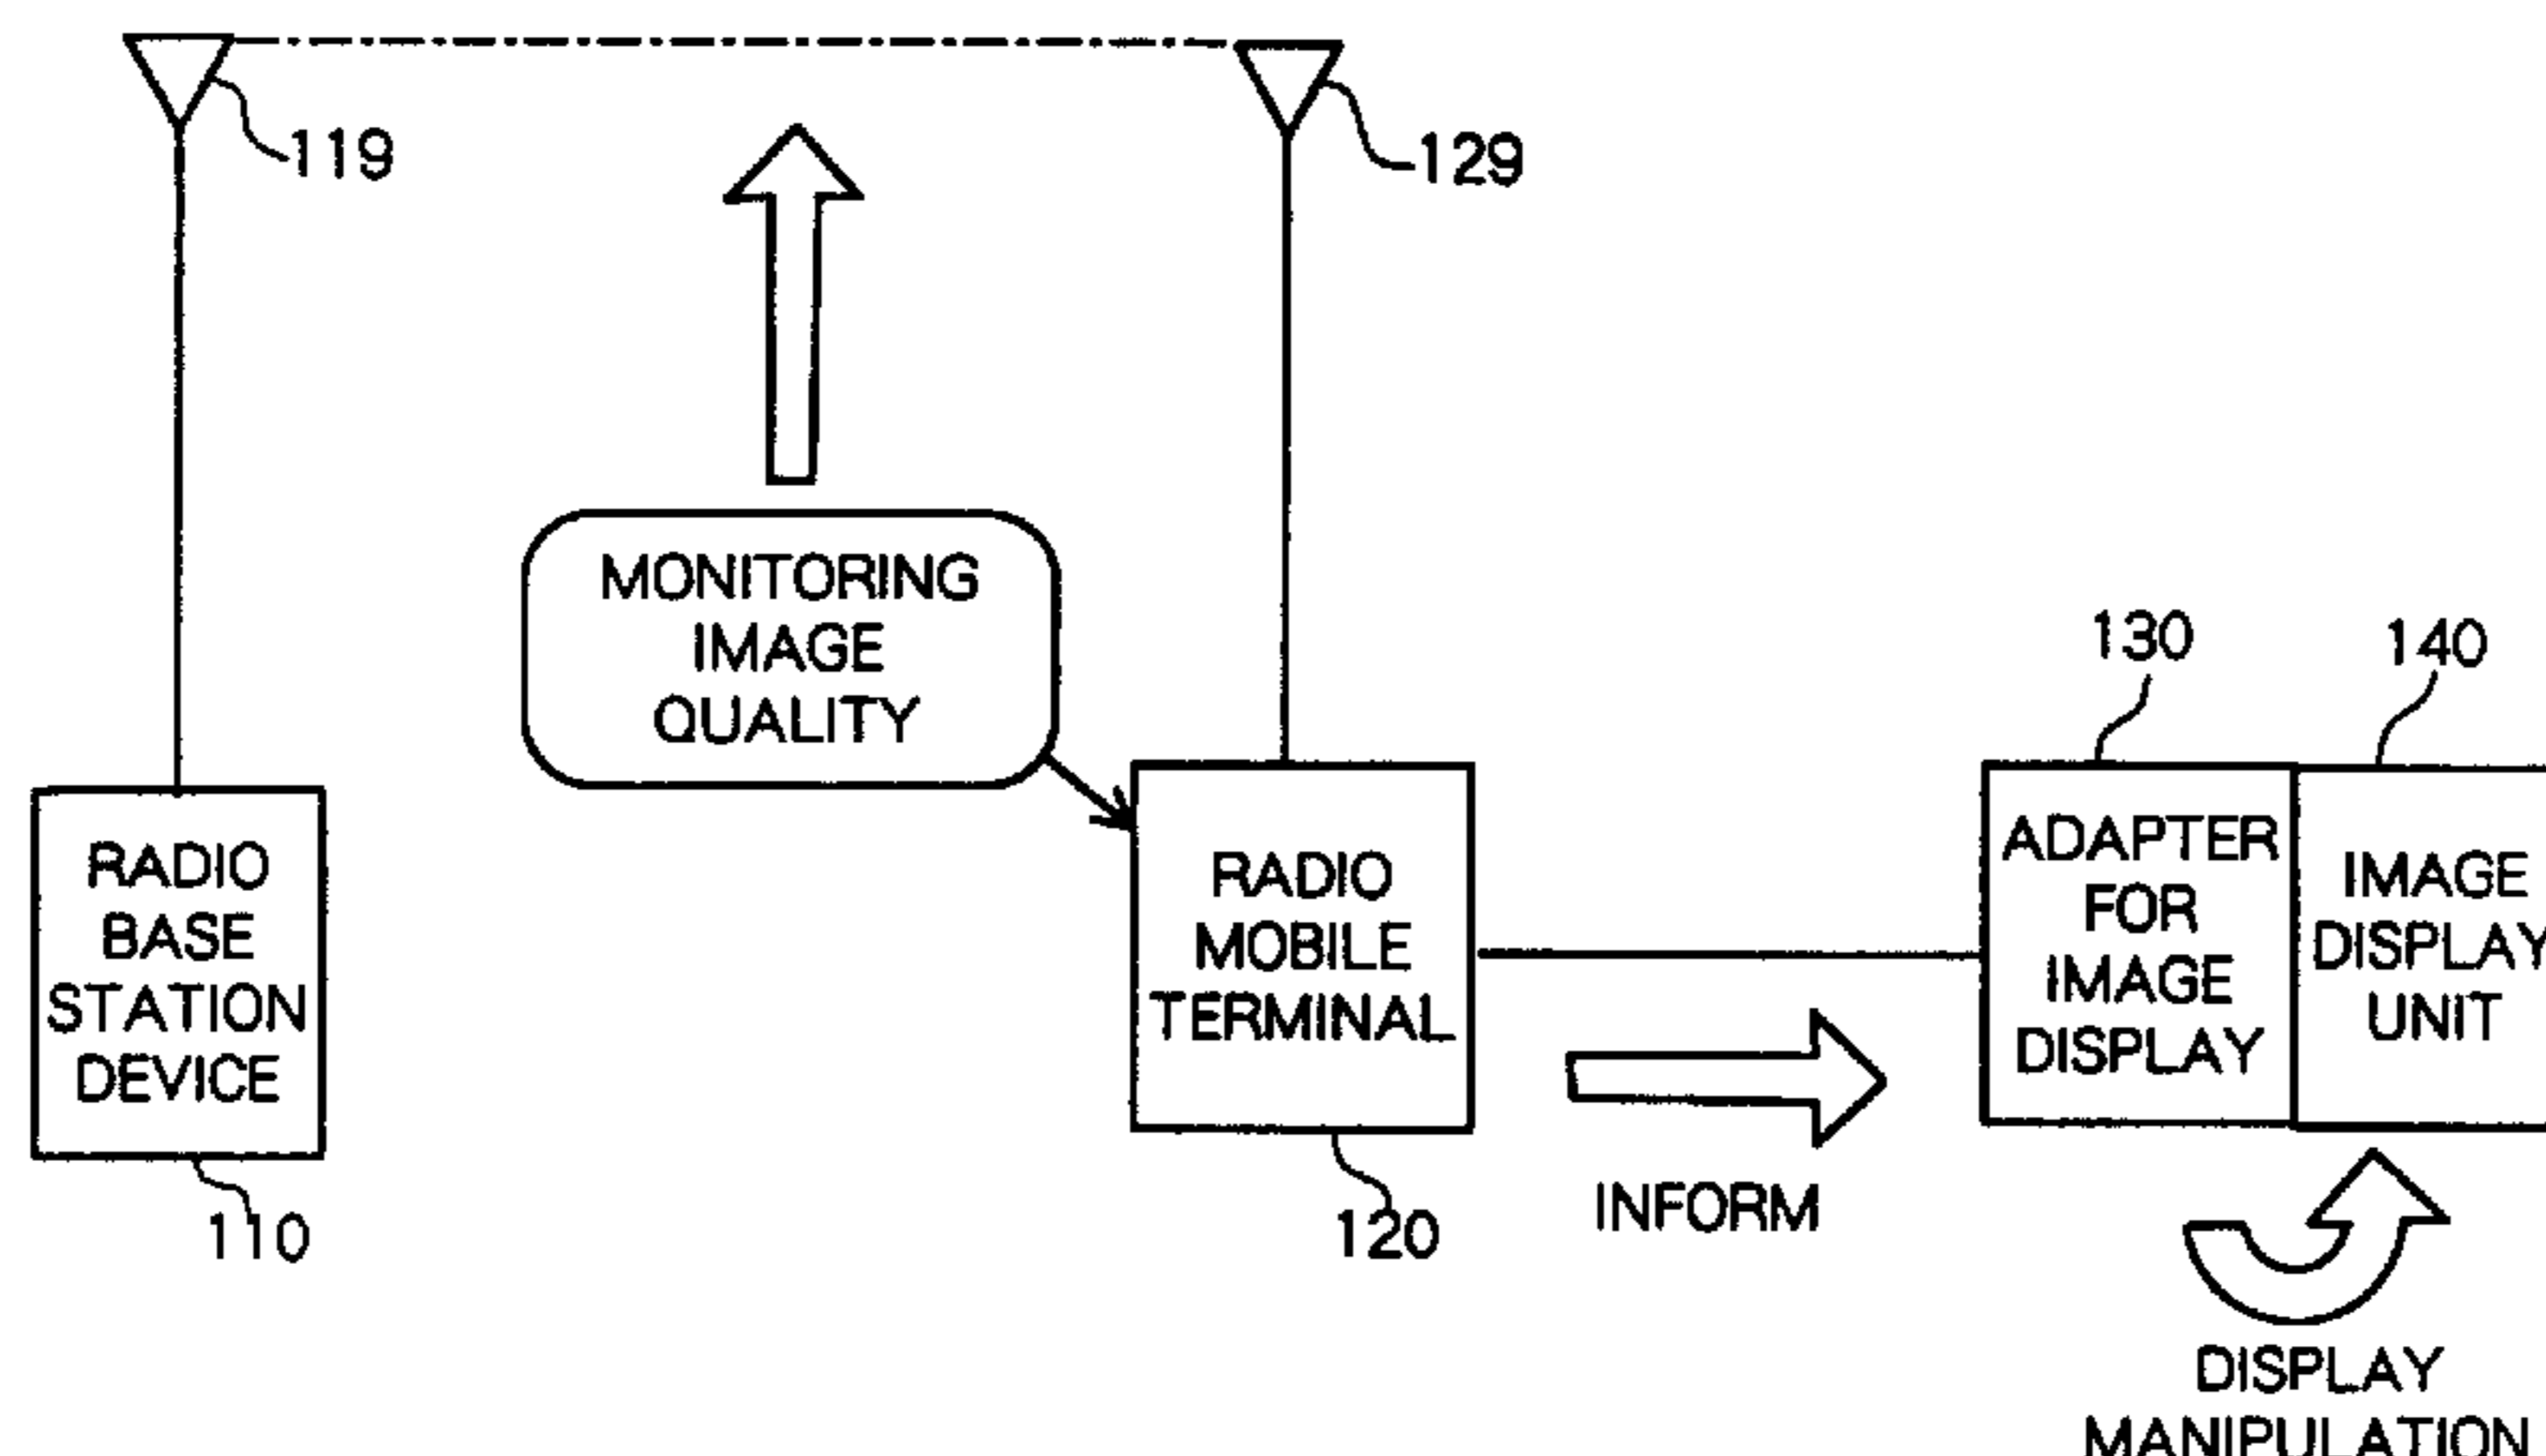 119
129
MONITORING
IMAGE
QUALITY
130
140
RADIO
BASE
STATION
DEVICE
RADIO
MOBILE
TERMINAL
ADAPTER
FOR
IMAGE
DISPLAY
IMAGE
DISPLAY
UNIT
110
120
INFORM
DISPLAY
MANIPULATION